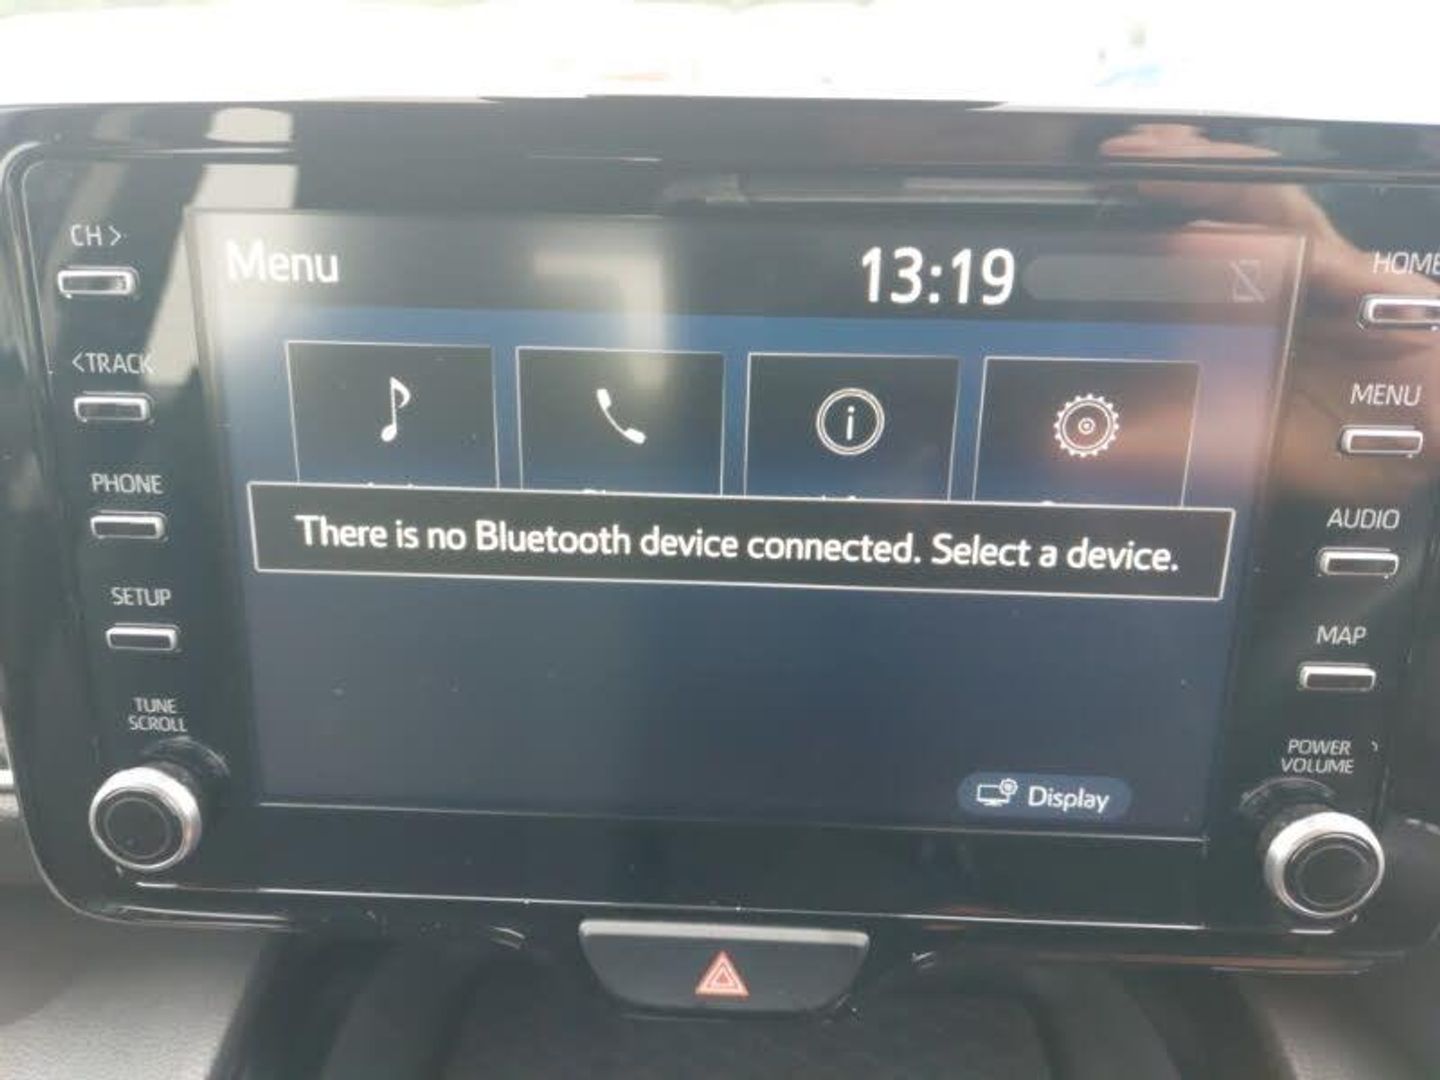 CH >
Menu
13:19
HOME
<TRACK
MENU
PHONE
AUDIO
There is no Bluetooth device connected. Select a device.
SETUP
MAP
TUNE
SCROLL
POWER
VOLUME
Display